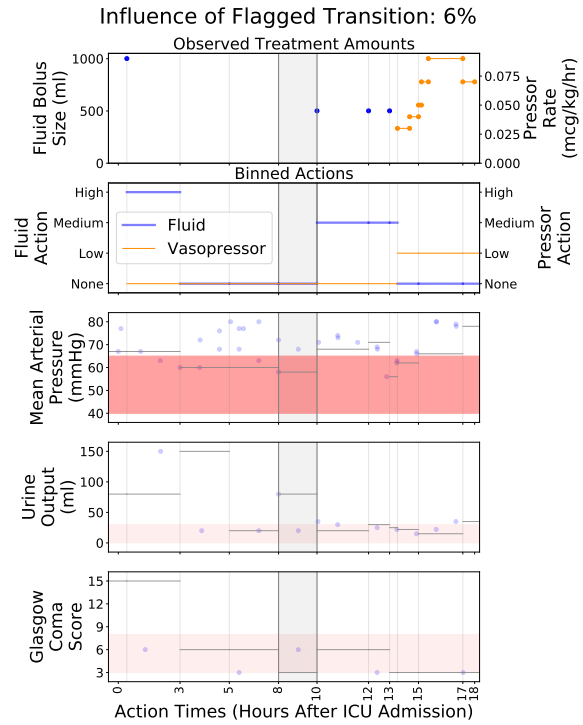 Influence of Flagged Transition: 6%
Observed Treatment Amounts
Fluid Bolus
Size (ml)
1000
500
0
0.075
0.050
0.025
0.000
Pressor
Rate
(mcg/kg/hr)
Binned Actions
Fluid
Action
High
Medium
Low
None
Fluid
Vasopressor
High
Medium
Low
None
Pressor
Action
Mean Arterial
Pressure
(mmHg)
80
70
60
50
40
Urine
Output
(ml)
150
100
50
0
Glasgow
Coma
Score
15
12
9
6
3
0 3 5 8 10 12 13 15 17 18
Action Times (Hours After ICU Admission)